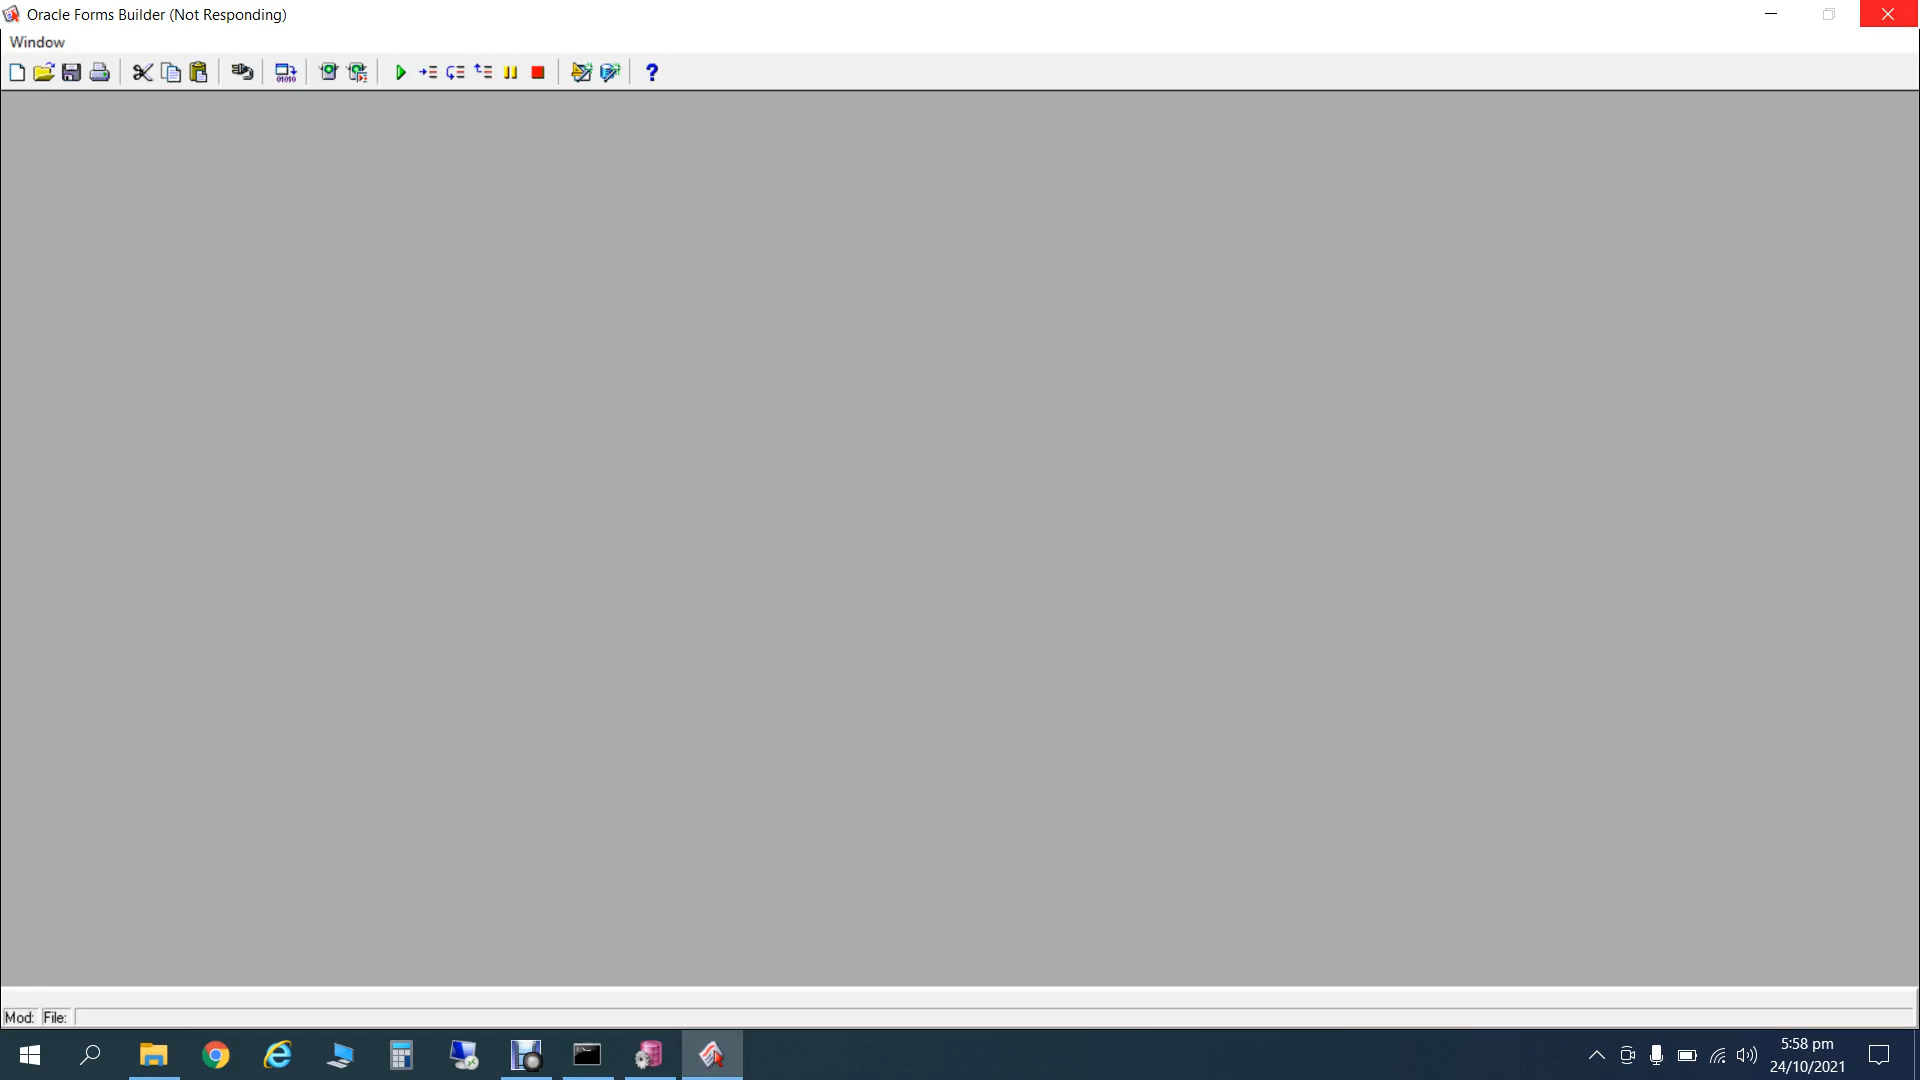 Oracle Forms Builder (Not Responding)
Window
Mod: File:
5:58 pm
24/10/2021